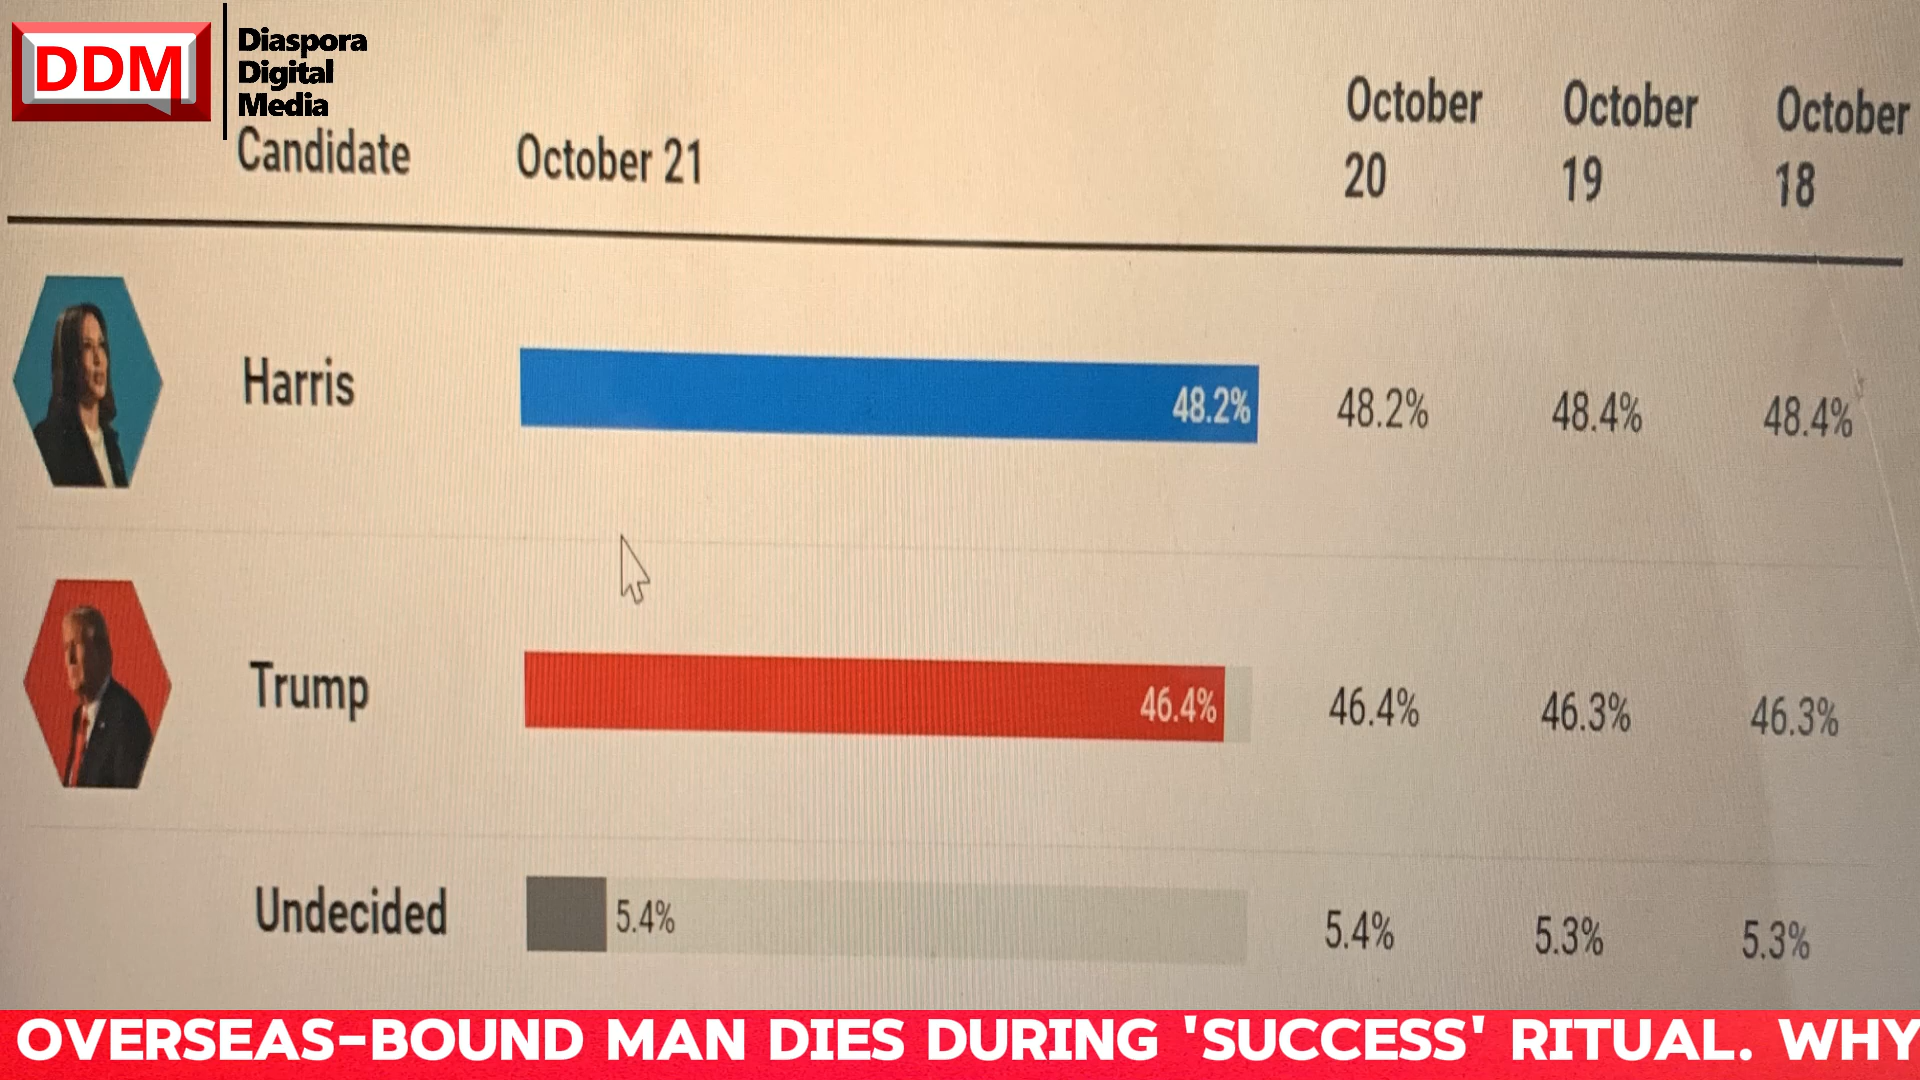 DDM
Diaspora
Digital
Media
Candidate October 21 October 20 October 19 October 18
Harris 48.2% 48.2% 48.4% 48.4%
Trump 46.4% 46.4% 46.3% 46.3%
Undecided 5.4% 5.4% 5.3% 5.3%
OVERSEAS-BOUND MAN DIES DURING 'SUCCESS' RITUAL. WHY